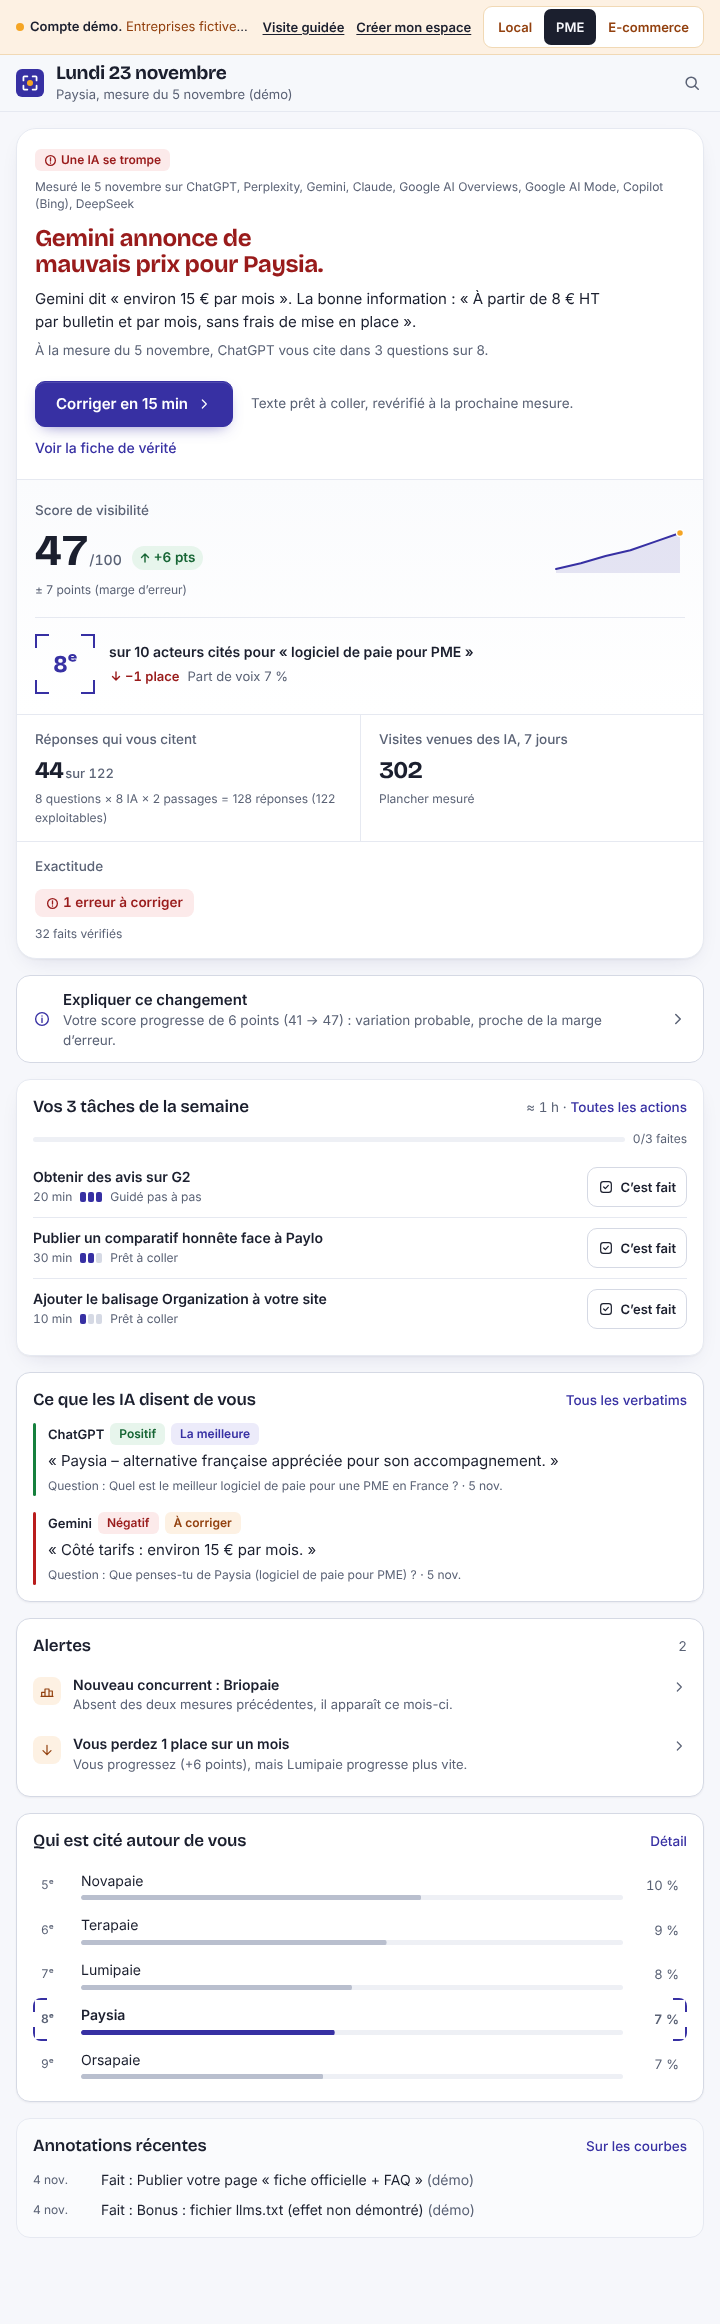 Compte démo. Entreprises fictive... Visite guidée Créer mon espace Local PME E-commerce
Lundi 23 novembre
Paysia, mesure du 5 novembre (démo)
Une IA se trompe
Mesuré le 5 novembre sur ChatGPT, Perplexity, Gemini, Claude, Google AI Overviews, Google AI Mode, Copilot
(Bing), DeepSeek
Gemini annonce de
mauvais prix pour Paysia.
Gemini dit « environ 15 € par mois ». La bonne information : « À partir de 8 € HT
par bulletin et par mois, sans frais de mise en place ».
À la mesure du 5 novembre, ChatGPT vous cite dans 3 questions sur 8.
Corriger en 15 min
Texte prêt à coller, revérifié à la prochaine mesure.
Voir la fiche de vérité
Score de visibilité
47/100 ↑ +6 pts
± 7 points (marge d’erreur)
8e
sur 10 acteurs cités pour « logiciel de paie pour PME »
↓ −1 place Part de voix 7 %
Réponses qui vous citent
44 sur 122
8 questions × 8 IA × 2 passages = 128 réponses (122
exploitables)
Visites venues des IA, 7 jours
302
Plancher mesuré
Exactitude
1 erreur à corriger
32 faits vérifiés
Expliquer ce changement
Votre score progresse de 6 points (41 → 47) : variation probable, proche de la marge
d’erreur.
Vos 3 tâches de la semaine
≈ 1 h · Toutes les actions
0/3 faites
Obtenir des avis sur G2
20 min Guidé pas à pas
C’est fait
Publier un comparatif honnête face à Paylo
30 min Prêt à coller
C’est fait
Ajouter le balisage Organization à votre site
10 min Prêt à coller
C’est fait
Ce que les IA disent de vous
Tous les verbatims
ChatGPT Positif La meilleure
« Paysia – alternative française appréciée pour son accompagnement. »
Question : Quel est le meilleur logiciel de paie pour une PME en France ? · 5 nov.
Gemini Négatif À corriger
« Côté tarifs : environ 15 € par mois. »
Question : Que penses-tu de Paysia (logiciel de paie pour PME) ? · 5 nov.
Alertes
2
Nouveau concurrent : Briopaie
Absent des deux mesures précédentes, il apparaît ce mois-ci.
Vous perdez 1 place sur un mois
Vous progressez (+6 points), mais Lumipaie progresse plus vite.
Qui est cité autour de vous
Détail
5e Novapaie 10 %
6e Terapaie 9 %
7e Lumipaie 8 %
8e Paysia 7 %
9e Orsapaie 7 %
Annotations récentes
Sur les courbes
4 nov. Fait : Publier votre page « fiche officielle + FAQ » (démo)
4 nov. Fait : Bonus : fichier llms.txt (effet non démontré) (démo)